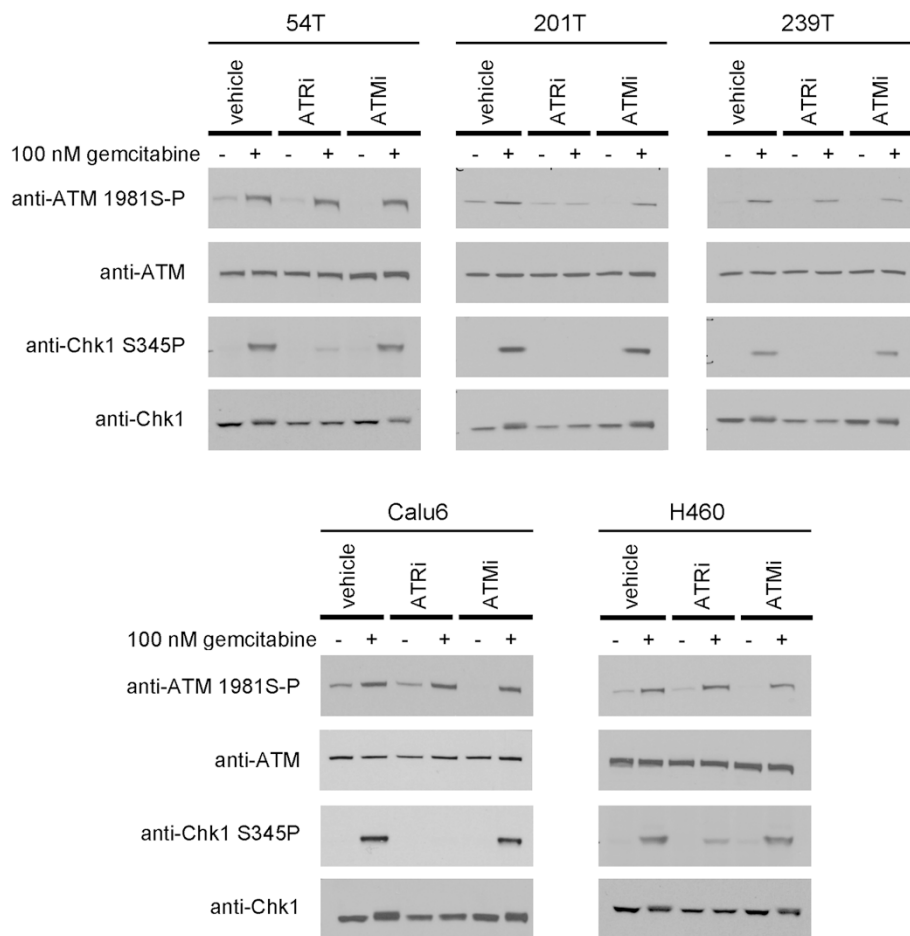 54T 201T 239T
vehicle ATRi ATMi vehicle ATRi ATMi vehicle ATRi ATMi
100 nM gemcitabine - + - + - + - + - + - + - + - + - +
anti-ATM 1981S-P
anti-ATM
anti-Chk1 S345P
anti-Chk1
Calu6 H460
vehicle ATRi ATMi vehicle ATRi ATMi
100 nM gemcitabine - + - + - + - + - + - +
anti-ATM 1981S-P
anti-ATM
anti-Chk1 S345P
anti-Chk1